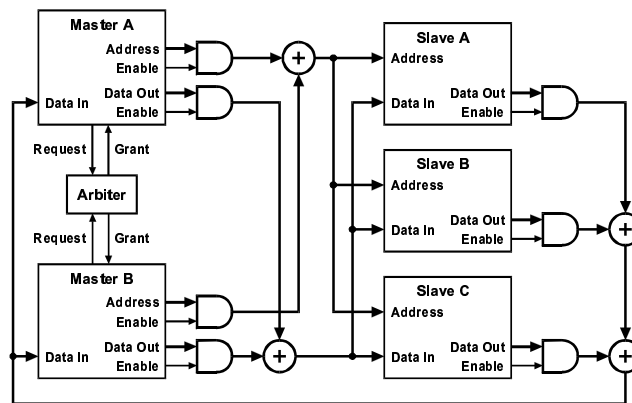 Master A
Address
Enable
Data Out
Data In
Enable
Request
Grant
Arbiter
Request
Grant
Master B
Address
Enable
Data Out
Data In
Enable
+
+
Slave A
Address
Data Out
Data In
Enable
Slave B
Address
Data Out
Data In
Enable
Slave C
Address
Data Out
Data In
Enable
+
+